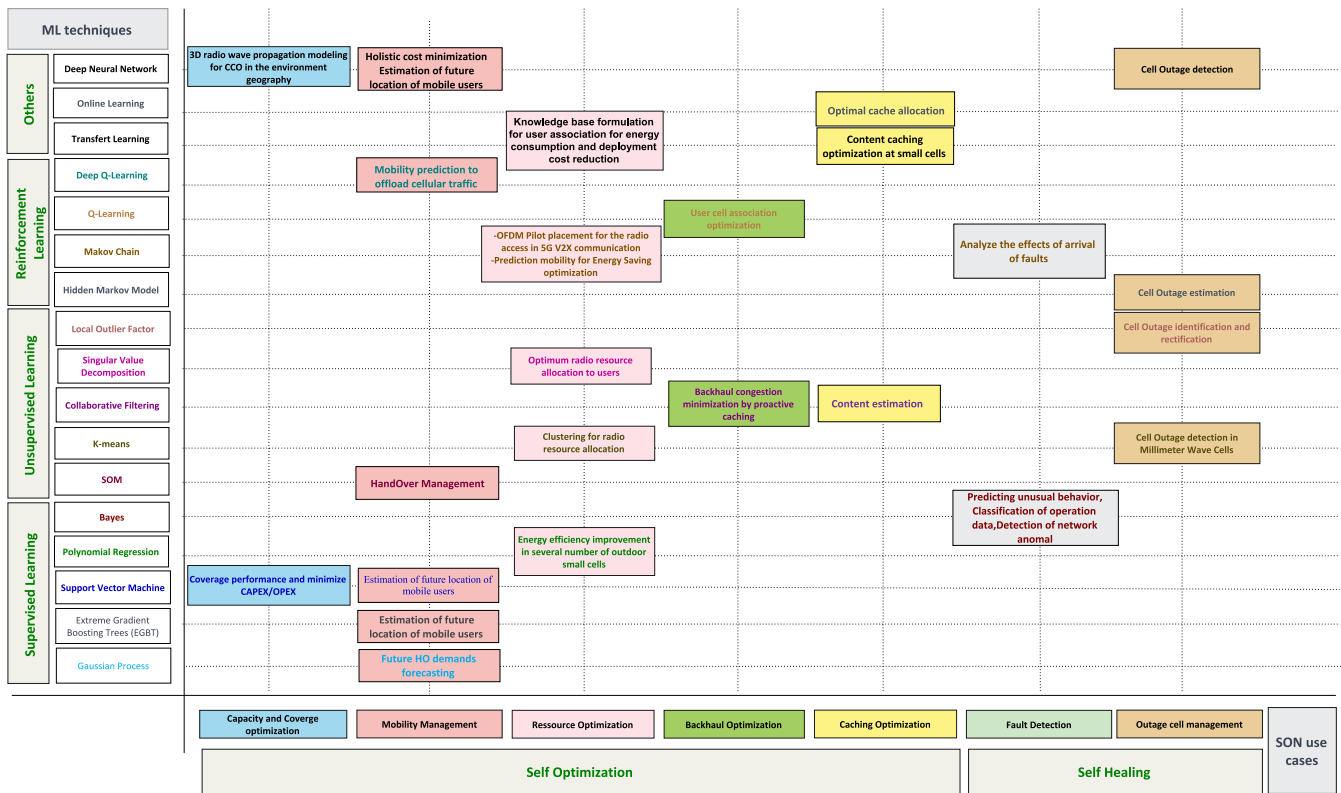 ML techniques
Others
Deep Neural Network
Online Learning
Transfert Learning
Reinforcement
Learning
Deep Q-Learning
Q-Learning
Makov Chain
Hidden Markov Model
Unsupervised Learning
Local Outlier Factor
Singular Value
Decomposition
Collaborative Filtering
K-means
SOM
Supervised Learning
Bayes
Polynomial Regression
Support Vector Machine
Extreme Gradient
Boosting Trees (EGBT)
Gaussian Process
3D radio wave propagation modeling
for CCO in the environment
geography
Holistic cost minimization
Estimation of future
location of mobile users
Cell Outage detection
Optimal cache allocation
Knowledge base formulation
for user association for energy
consumption and deployment
cost reduction
Content caching
optimization at small cells
Mobility prediction to
offload cellular traffic
User cell association
optimization
-OFDM Pilot placement for the radio
access in 5G V2X communication
-Prediction mobility for Energy Saving
optimization
Analyze the effects of arrival
of faults
Cell Outage estimation
Cell Outage identification and
rectification
Optimum radio resource
allocation to users
Backhaul congestion
minimization by proactive
caching
Content estimation
Clustering for radio
resource allocation
Cell Outage detection in
Millimeter Wave Cells
HandOver Management
Predicting unusual behavior,
Classification of operation
data,Detection of network
anomal
Energy efficiency improvement
in several number of outdoor
small cells
Coverage performance and minimize
CAPEX/OPEX
Estimation of future location of
mobile users
Estimation of future
location of mobile users
Future HO demands
forecasting
Capacity and Coverge
optimization
Mobility Management
Ressource Optimization
Backhaul Optimization
Caching Optimization
Fault Detection
Outage cell management
SON use
cases
Self Optimization
Self Healing